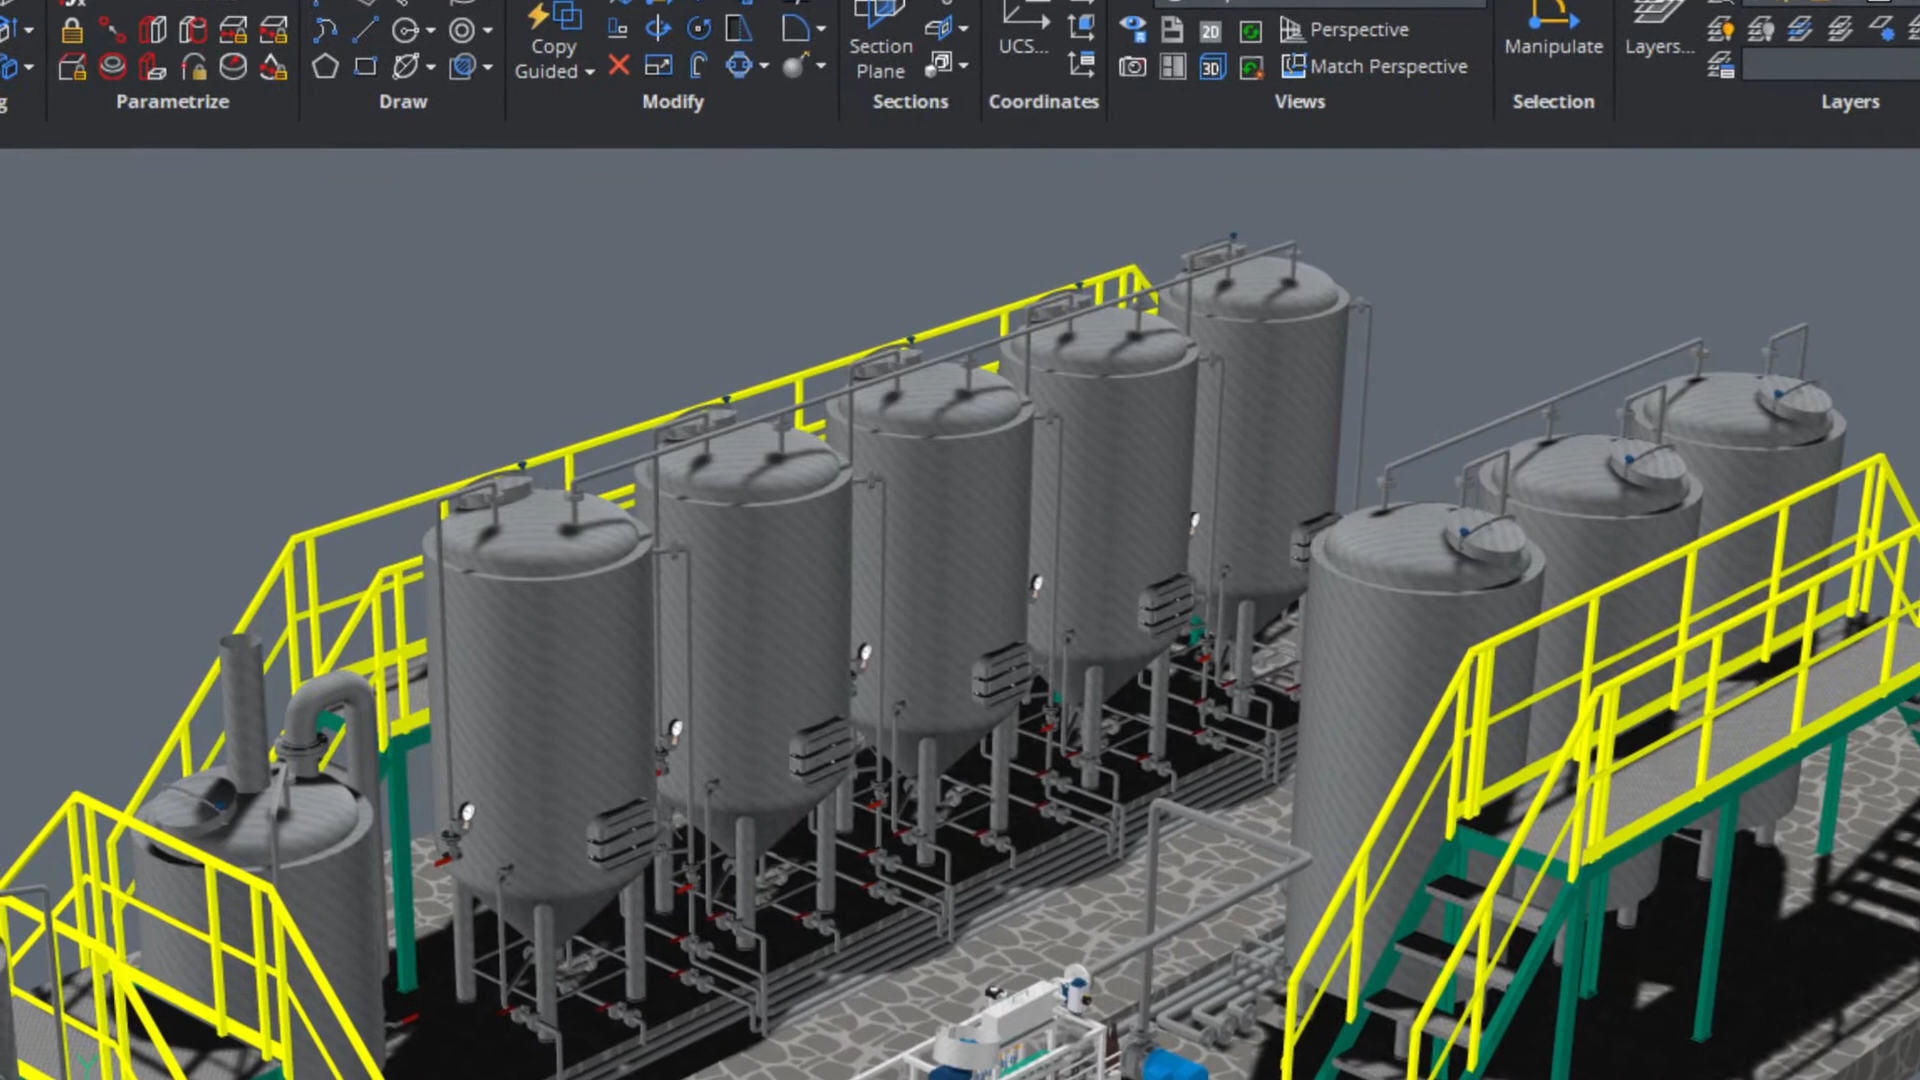 Copy
Guided
Section
Plane
UCS...
2D
Perspective
3D
Match Perspective
Manipulate
Layers...
Parametrize
Draw
Modify
Sections
Coordinates
Views
Selection
Layers